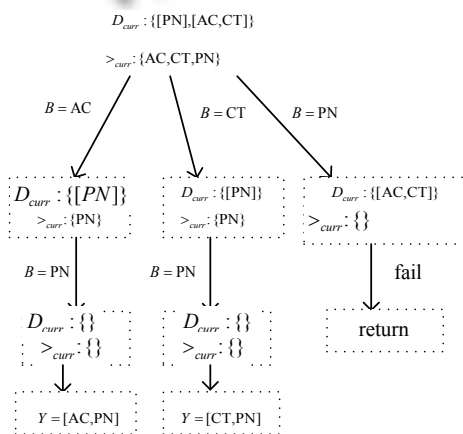 D_curr : {[PN],[AC,CT]}
>_curr : {AC,CT,PN}
B = AC
B = CT
B = PN
D_curr : {[PN]}
>_curr : {PN}
D_curr : {[PN]}
>_curr : {PN}
D_curr : {[AC,CT]}
>_curr : {}
B = PN
B = PN
fail
D_curr : {}
>_curr : {}
D_curr : {}
>_curr : {}
return
Y = [AC,PN]
Y = [CT,PN]